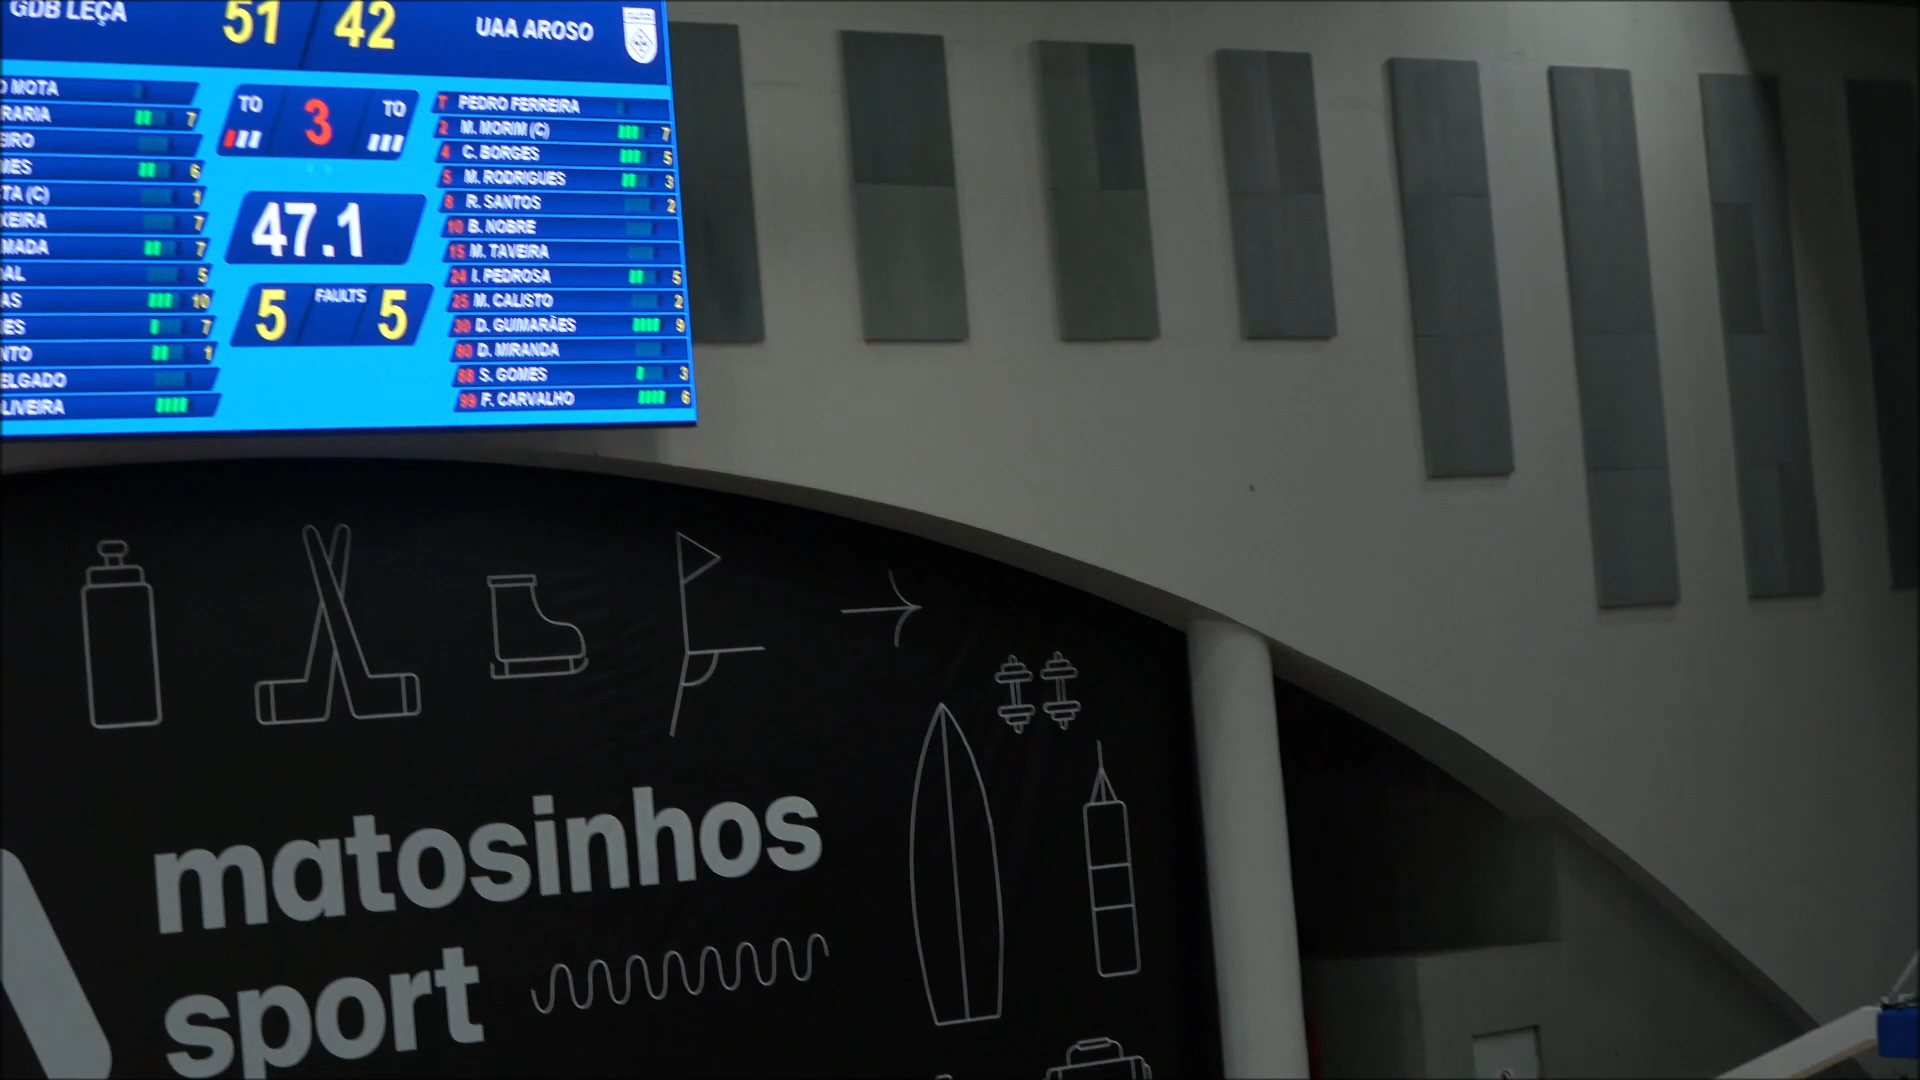 GDB LEÇA 51 42 UAA AROSO
O MOTA
RARIA 7
EIRO
MES 6
TA (C) 1
XEIRA 7
MADA 7
AL 5
AS 10
ES 7
NTO 1
ELGADO
LIVEIRA
TO 3 TO
47.1
5 FAULTS 5
T PEDRO FERREIRA
2 M. MORIM (C) 7
4 C. BORGES 5
5 M. RODRIGUES 3
8 R. SANTOS 2
10 B. NOBRE
15 M. TAVEIRA
24 I. PEDROSA 5
25 M. CALISTO 2
30 D. GUIMARÃES 9
80 D. MIRANDA
88 S. GOMES 3
99 F. CARVALHO 6
matosinhos
sport